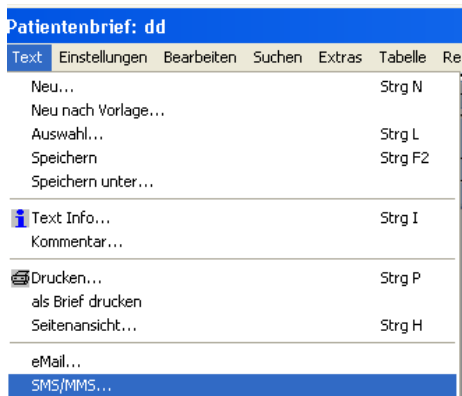 Patientenbrief: dd
Text Einstellungen Bearbeiten Suchen Extras Tabelle Re
Neu... Strg N
Neu nach Vorlage...
Auswahl... Strg L
Speichern Strg F2
Speichern unter...
Text Info... Strg I
Kommentar...
Drucken... Strg P
als Brief drucken
Seitenansicht... Strg H
eMail...
SMS/MMS...